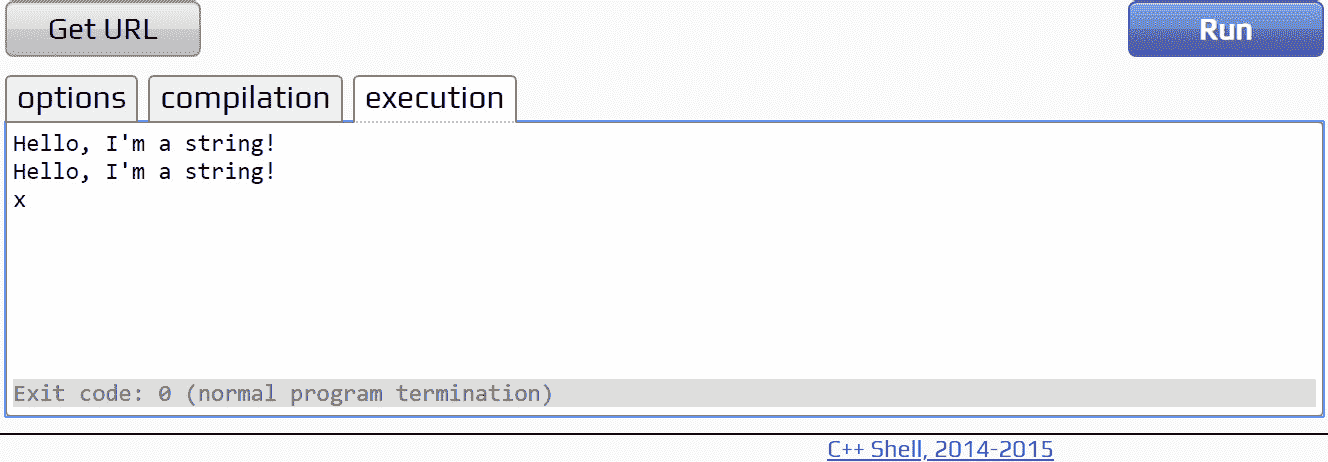 Get URL
Run
options
compilation
execution
Hello, I'm a string!
Hello, I'm a string!
x
Exit code: 0 (normal program termination)
C++ Shell, 2014-2015